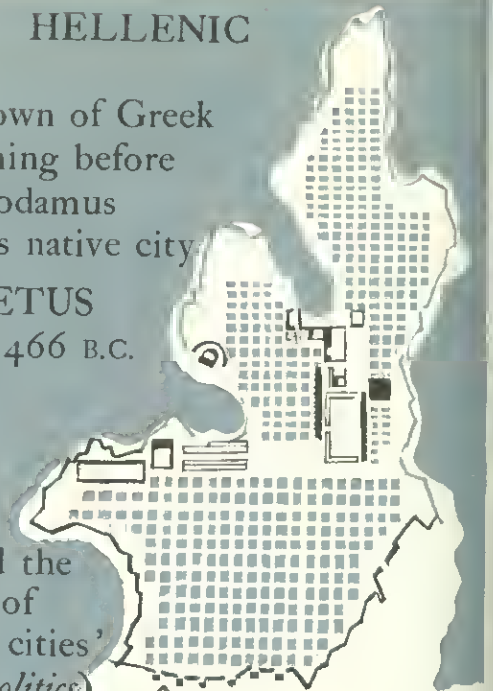 HELLENIC
own of Greek
ning before
odamus
s native city
ETUS
466 B.C.
l the
of
cities'
olitics)